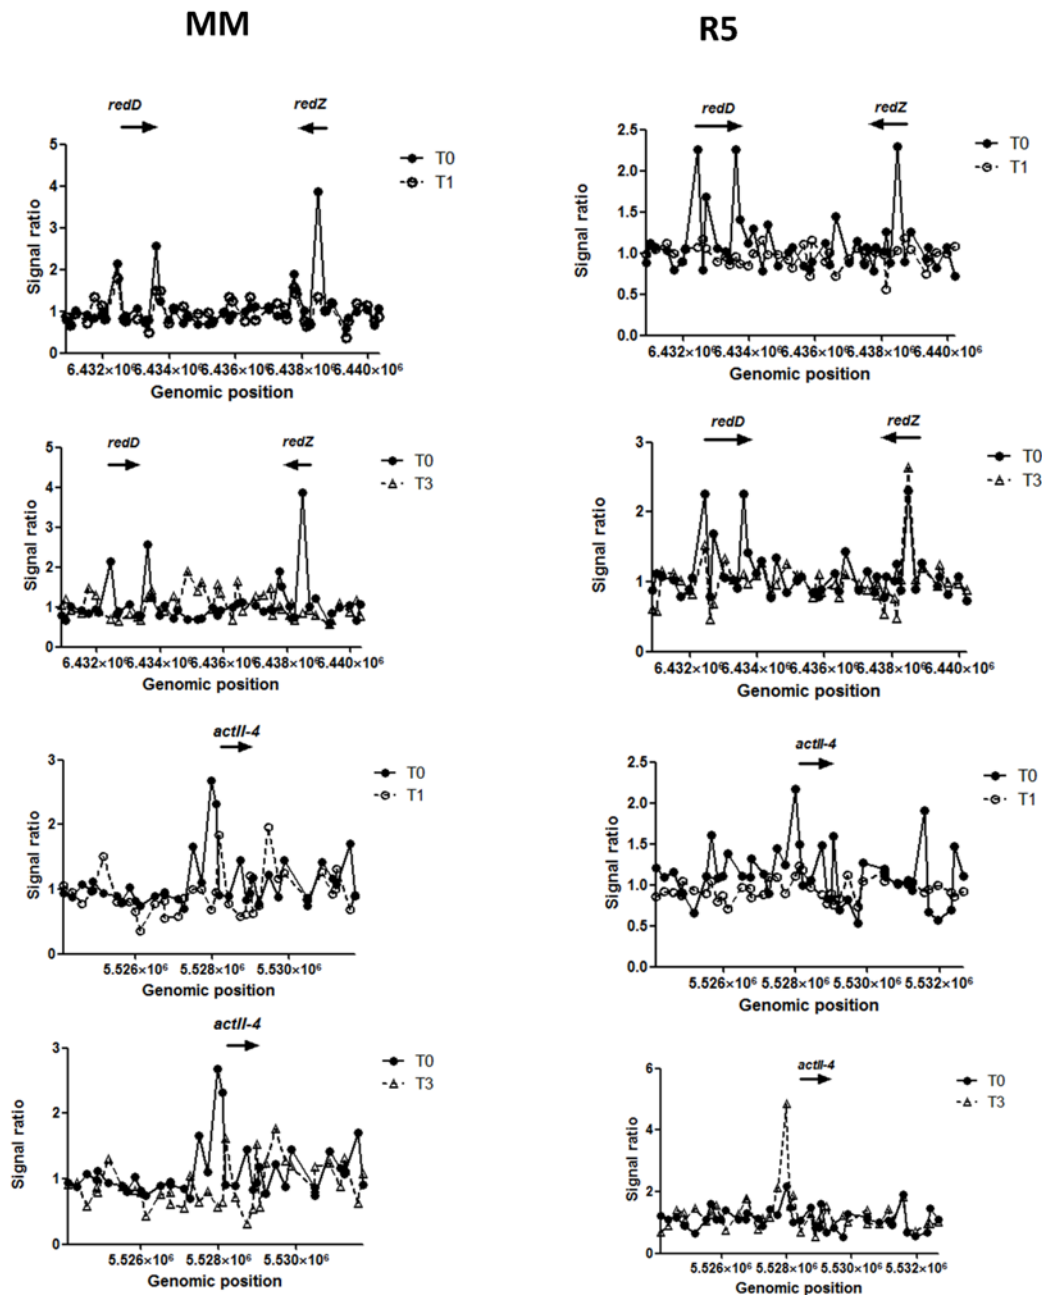 MM
redD redZ
5
4
3
2
1
0
Signal ratio
T0
T1
6.432×10⁶ 6.434×10⁶ 6.436×10⁶ 6.438×10⁶ 6.440×10⁶
Genomic position
redD redZ
5
4
3
2
1
0
Signal ratio
T0
T3
6.432×10⁶ 6.434×10⁶ 6.436×10⁶ 6.438×10⁶ 6.440×10⁶
Genomic position
actII-4
3
2
1
0
Signal ratio
T0
T1
5.526×10⁶ 5.528×10⁶ 5.530×10⁶
Genomic position
actII-4
3
2
1
0
Signal ratio
T0
T3
5.526×10⁶ 5.528×10⁶ 5.530×10⁶
Genomic position
R5
redD redZ
2.5
2.0
1.5
1.0
0.5
0.0
Signal ratio
T0
T1
6.432×10⁶ 6.434×10⁶ 6.436×10⁶ 6.438×10⁶ 6.440×10⁶
Genomic position
redD redZ
3
2
1
0
Signal ratio
T0
T3
6.432×10⁶ 6.434×10⁶ 6.436×10⁶ 6.438×10⁶ 6.440×10⁶
Genomic position
actII-4
2.5
2.0
1.5
1.0
0.5
0.0
Signal ratio
T0
T1
5.526×10⁶ 5.528×10⁶ 5.530×10⁶ 5.532×10⁶
Genomic position
actII-4
6
4
2
0
Signal ratio
T0
T3
5.526×10⁶ 5.528×10⁶ 5.530×10⁶ 5.532×10⁶
Genomic position